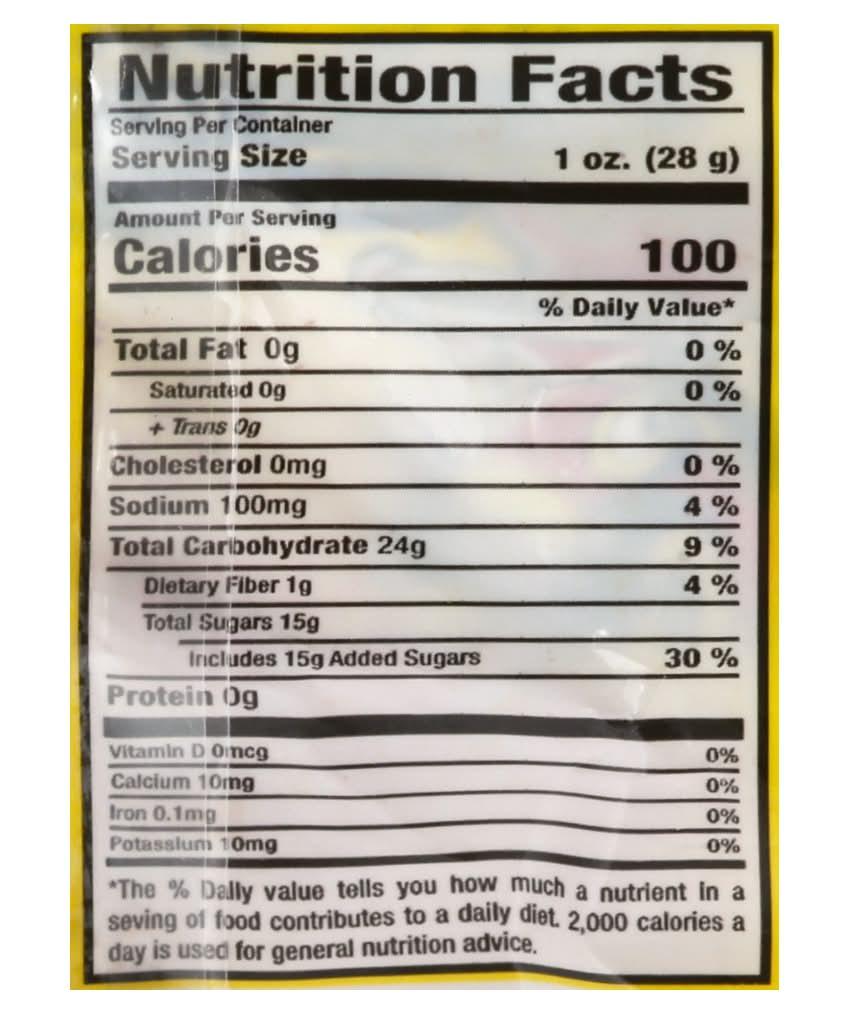 Nutrition Facts
Serving Per Container
Serving Size 1 oz. (28 g)
Amount Per Serving
Calories 100
% Daily Value*
Total Fat 0g 0 %
Saturated 0g 0 %
+ Trans 0g
Cholesterol 0mg 0 %
Sodium 100mg 4 %
Total Carbohydrate 24g 9 %
Dietary Fiber 1g 4 %
Total Sugars 15g
Includes 15g Added Sugars 30 %
Protein 0g
Vitamin D 0mcg 0%
Calcium 10mg 0%
Iron 0.1mg 0%
Potassium 10mg 0%
*The % Daily value tells you how much a nutrient in a
seving of food contributes to a daily diet. 2,000 calories a
day is used for general nutrition advice.